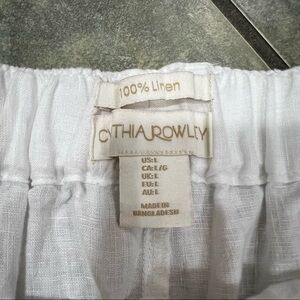 100% Linen
CYNTHIA ROWLEY
US:L
CA:L/G
UK:L
EU:L
AU:L
MADE IN
BANGLADESH